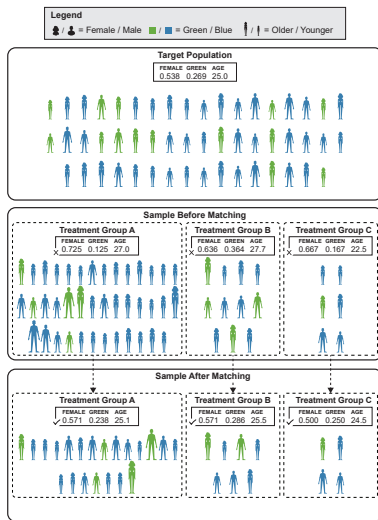 Legend
/ = Female / Male / = Green / Blue / = Older / Younger
Target Population
FEMALE GREEN AGE
0.538 0.269 25.0
Sample Before Matching
Treatment Group A
FEMALE GREEN AGE
0.725 0.125 27.0
Treatment Group B
FEMALE GREEN AGE
0.636 0.364 27.7
Treatment Group C
FEMALE GREEN AGE
0.667 0.167 22.5
Sample After Matching
Treatment Group A
FEMALE GREEN AGE
0.571 0.238 25.1
Treatment Group B
FEMALE GREEN AGE
0.571 0.286 25.5
Treatment Group C
FEMALE GREEN AGE
0.500 0.250 24.5